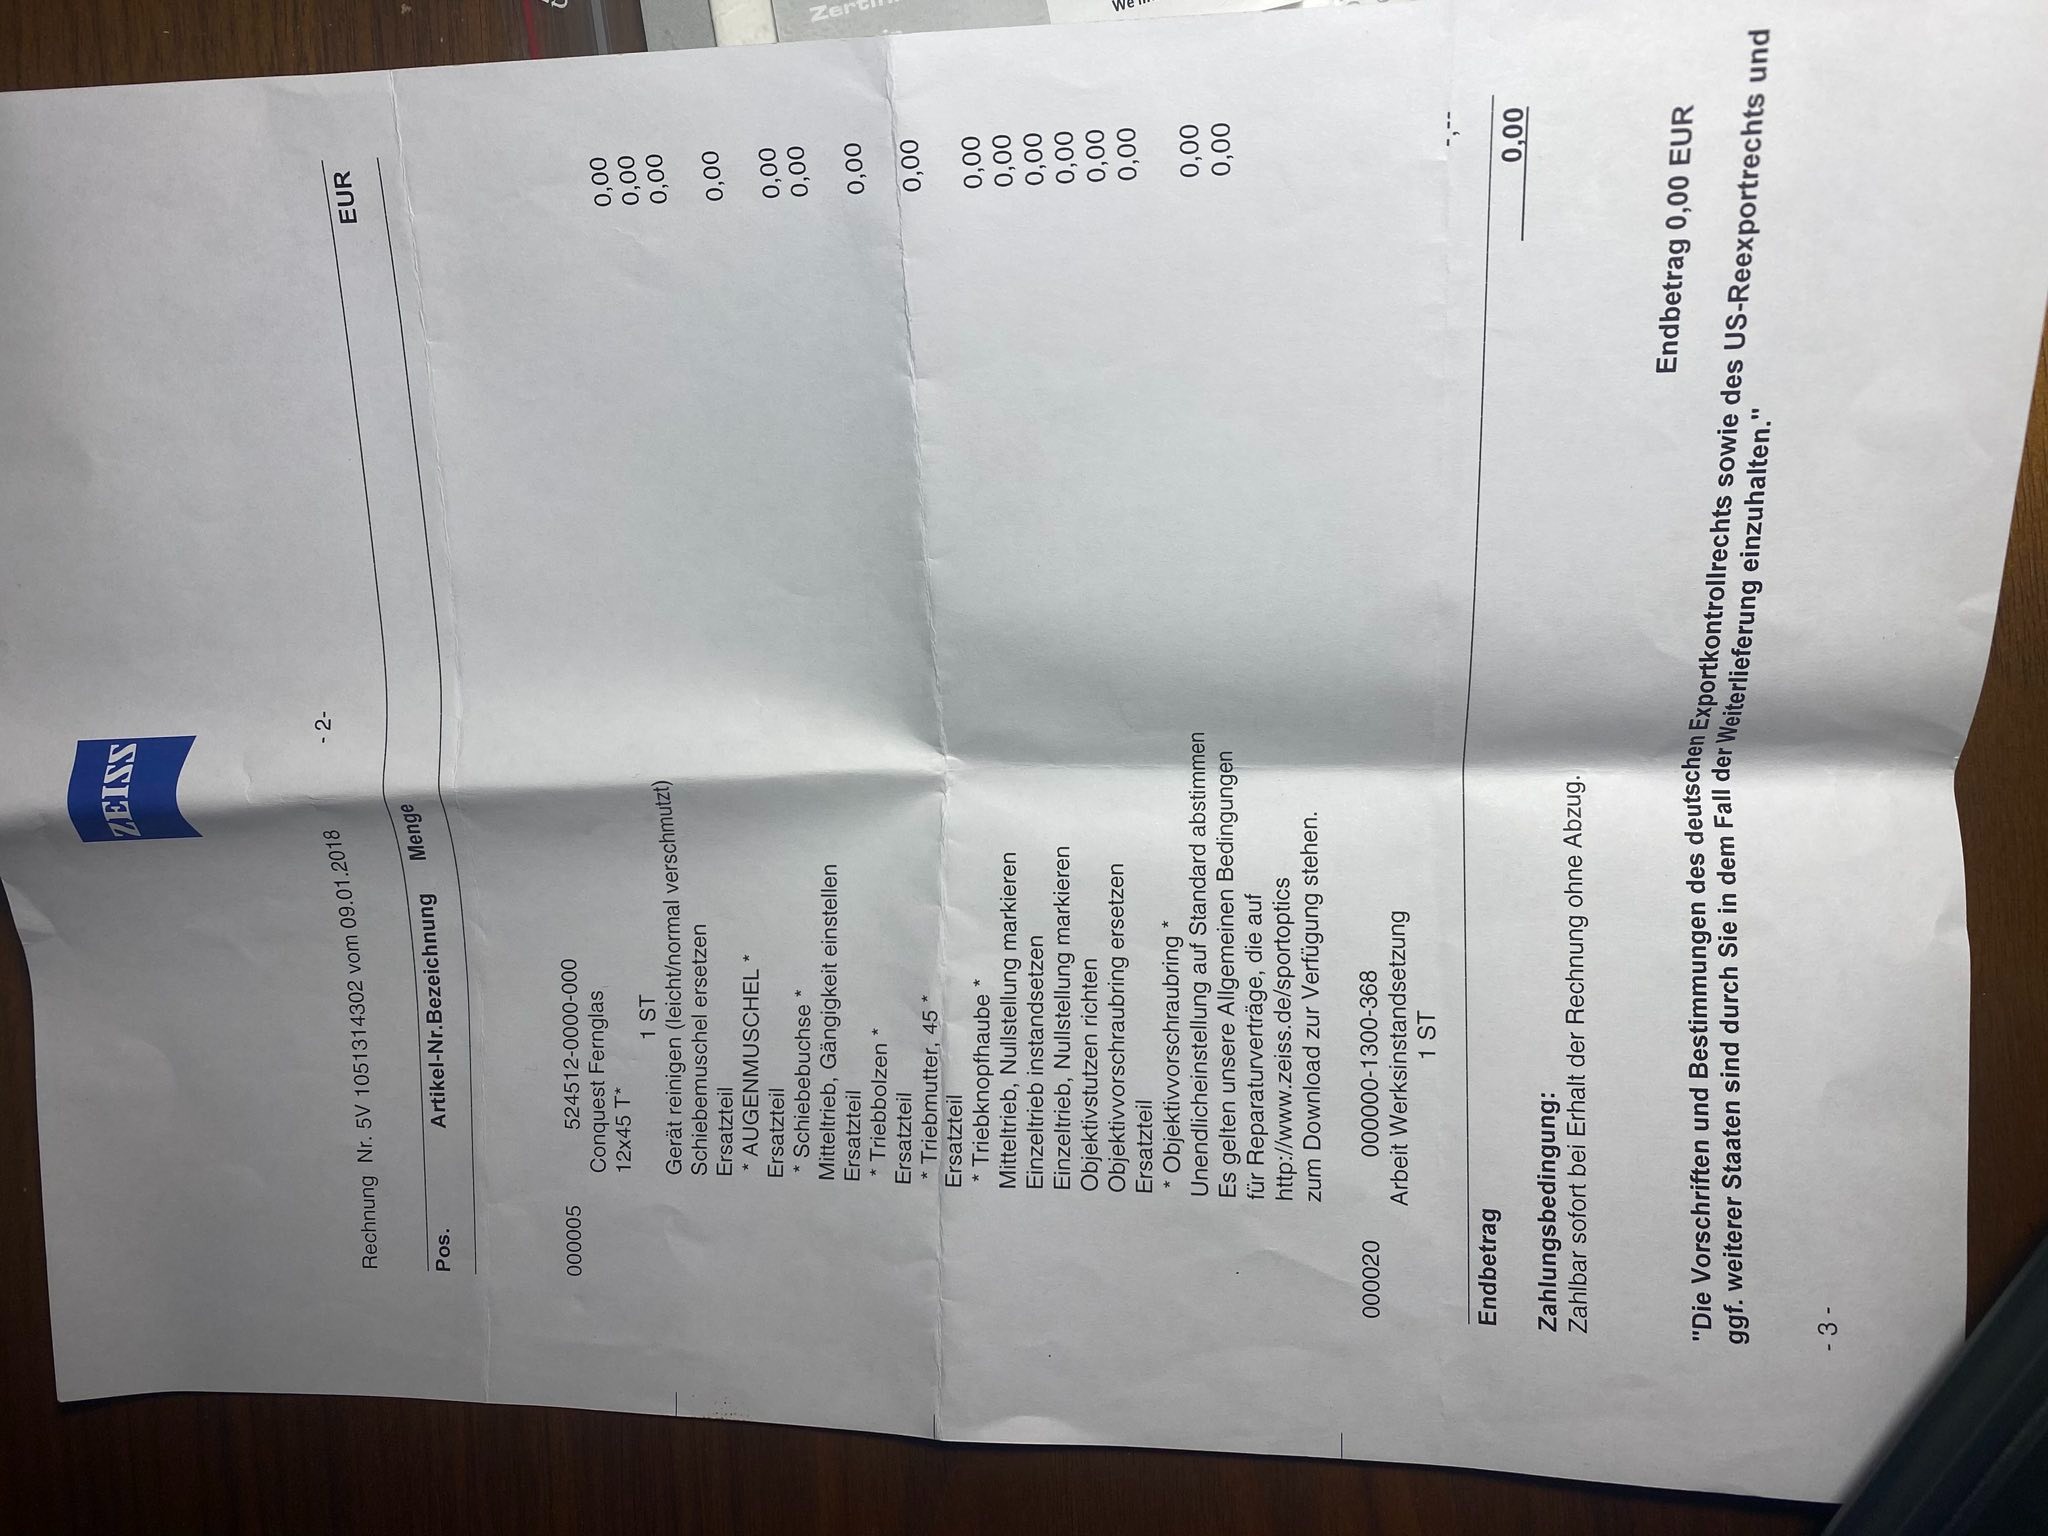 ZEISS
- 2-
Rechnung Nr. 5V 1051314302 vom 09.01.2018
EUR
Pos. Artikel-Nr.Bezeichnung Menge
000005 524512-0000-000
Conquest Fernglas 0,00
12x45 T* 0,00
1 ST 0,00
Gerät reinigen (leicht/normal verschmutzt)
Schiebemuschel ersetzen 0,00
Ersatzteil
* AUGENMUSCHEL * 0,00
Ersatzteil 0,00
* Schiebebuchse *
Mitteltrieb, Gängigkeit einstellen 0,00
Ersatzteil
* Triebbolzen * 0,00
Ersatzteil
* Triebmutter, 45 * 0,00
Ersatzteil 0,00
* Triebknopfhaube * 0,00
Mitteltrieb, Nullstellung markieren 0,00
Einzeltrieb instandsetzen 0,00
Einzeltrieb, Nullstellung markieren 0,00
Objektivstutzen richten
Objektivvorschraubring ersetzen 0,00
Ersatzteil 0,00
* Objektivvorschraubring *
Unendlicheinstellung auf Standard abstimmen
Es gelten unsere Allgemeinen Bedingungen
für Reparaturverträge, die auf
http://www.zeiss.de/sportoptics
zum Download zur Verfügung stehen.
000020 000000-1300-368
Arbeit Werksinstandsetzung
1 ST
-,--
Endbetrag 0,00
Zahlungsbedingung:
Zahlbar sofort bei Erhalt der Rechnung ohne Abzug.
Endbetrag 0,00 EUR
"Die Vorschriften und Bestimmungen des deutschen Exportkontrollrechts sowie des US-Reexportrechts und
ggf. weiterer Staaten sind durch Sie in dem Fall der Weiterlieferung einzuhalten."
- 3 -